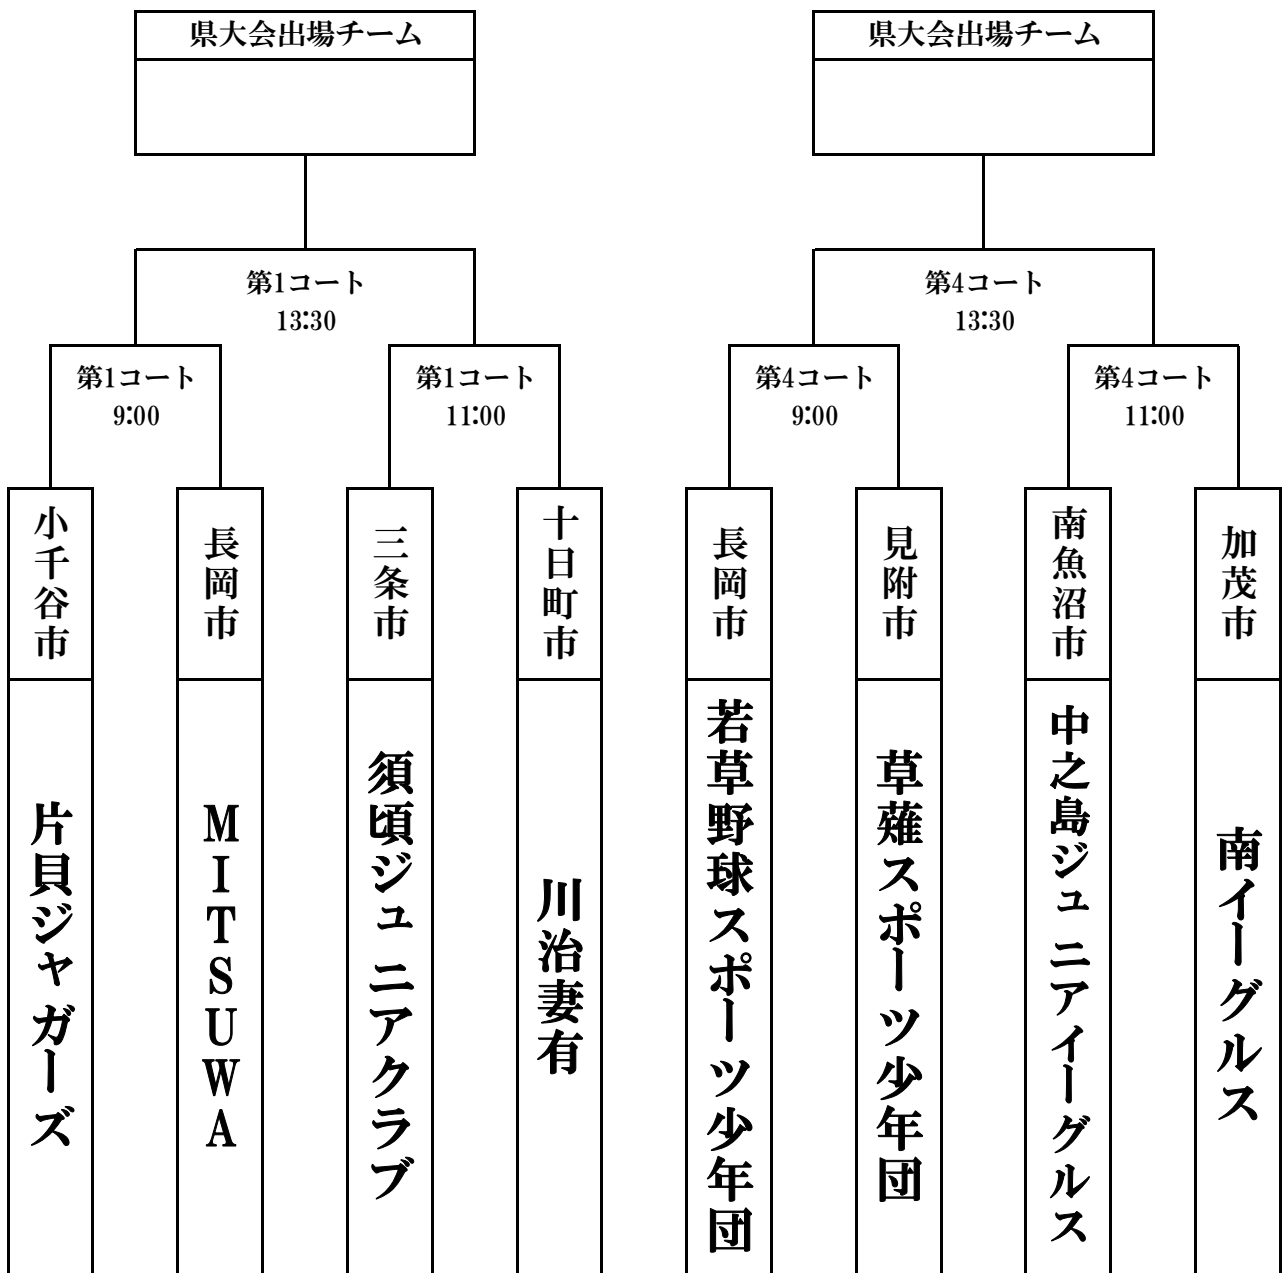 県大会出場チーム
県大会出場チーム
第1コート
13:30
第4コート
13:30
第1コート
9:00
第1コート
11:00
第4コート
9:00
第4コート
11:00
小千谷市
長岡市
三条市
十日町市
長岡市
見附市
南魚沼市
加茂市
片貝ジャガーズ
MITSUWA
須頃ジュニアクラブ
川治妻有
若草野球スポーツ少年団
草薙スポーツ少年団
中之島ジュニアイーグルス
南イーグルス